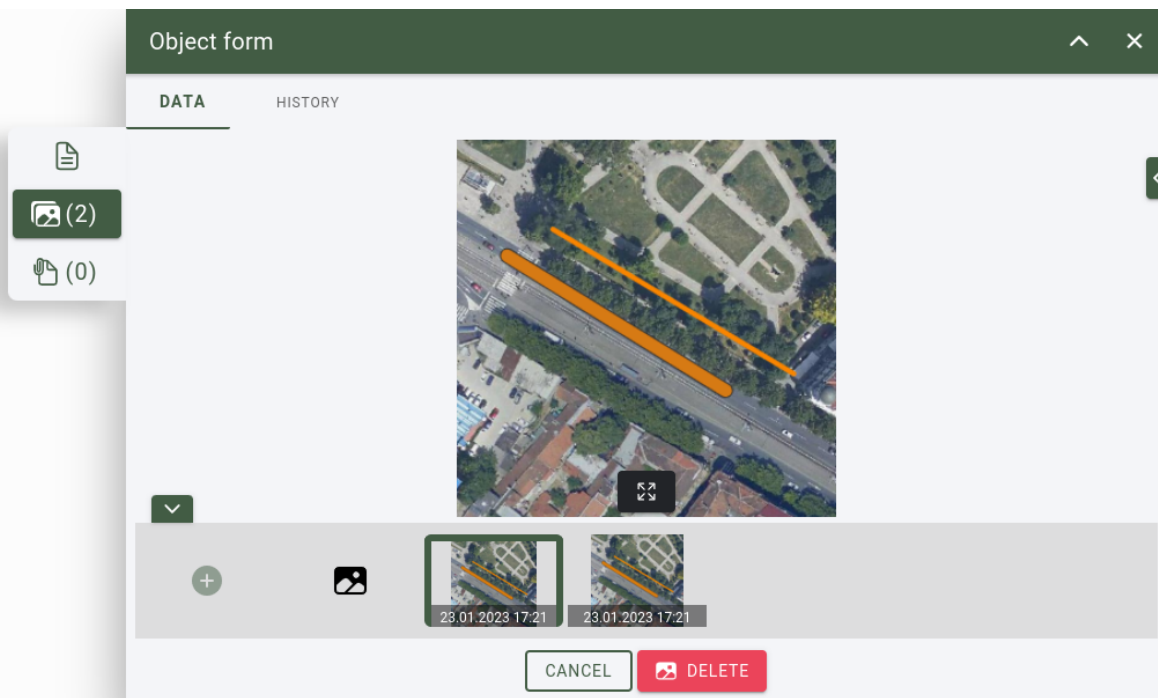 Object form
DATA HISTORY
(2)
(0)
23.01.2023 17:21 23.01.2023 17:21
CANCEL DELETE